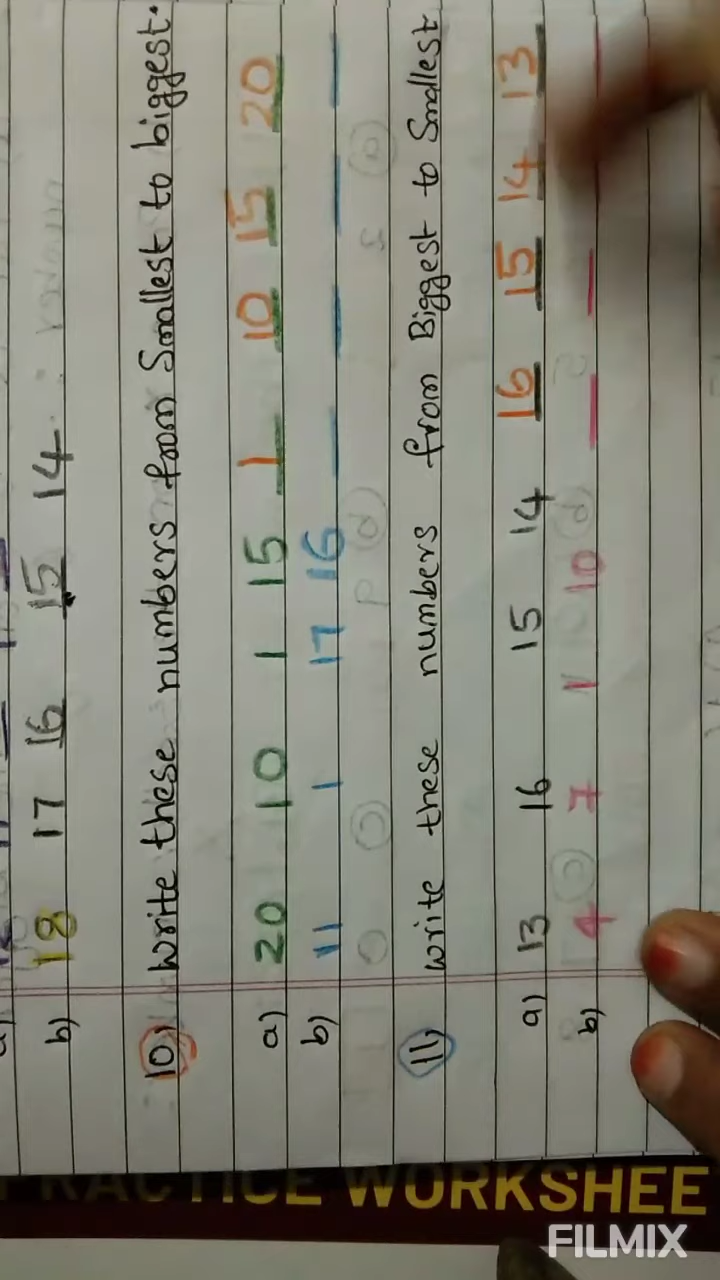 b) 18 17 16 15 14
10) Write these numbers from Smallest to biggest.
a) 20 10 1 15 1 10 15 20
b) 11 1 17 16
11) write these numbers from Biggest to Smallest
a) 13 16 15 14 16 15 14 13
b) 4 7 1 10
PRACTICE WORKSHEE
FILMIX